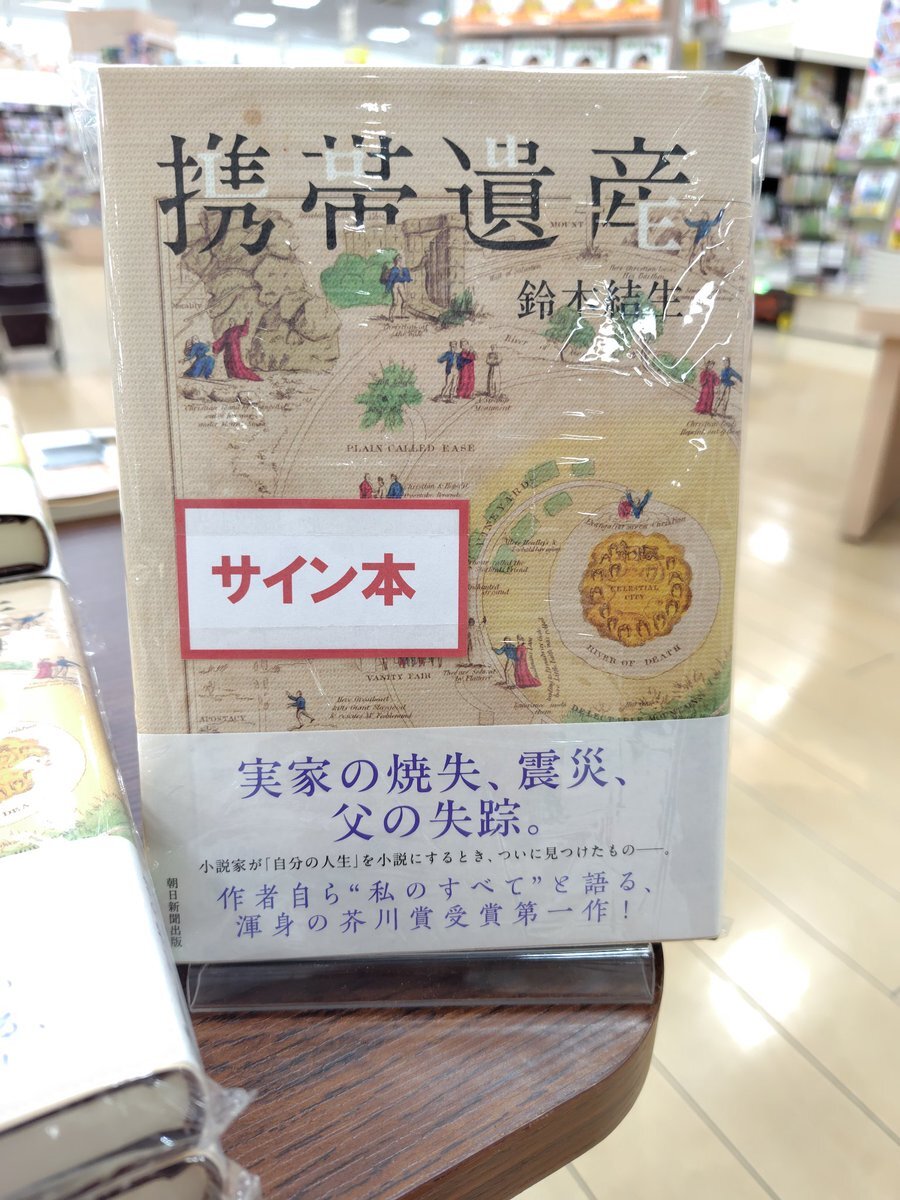 携帯遺産
鈴木結生
MOUNT
River
PLAIN CALLED EASE
VINEYARD
CELESTIAL
CITY
RIVER OF DEATH
VANITY FAIR
APOSTACY
サイン本
実家の焼失、震災、
父の失踪。
小説家が「自分の人生」を小説にするとき、ついに見つけたもの――。
作者自ら“私のすべて”と語る、
渾身の芥川賞受賞第一作!
朝日新聞出版